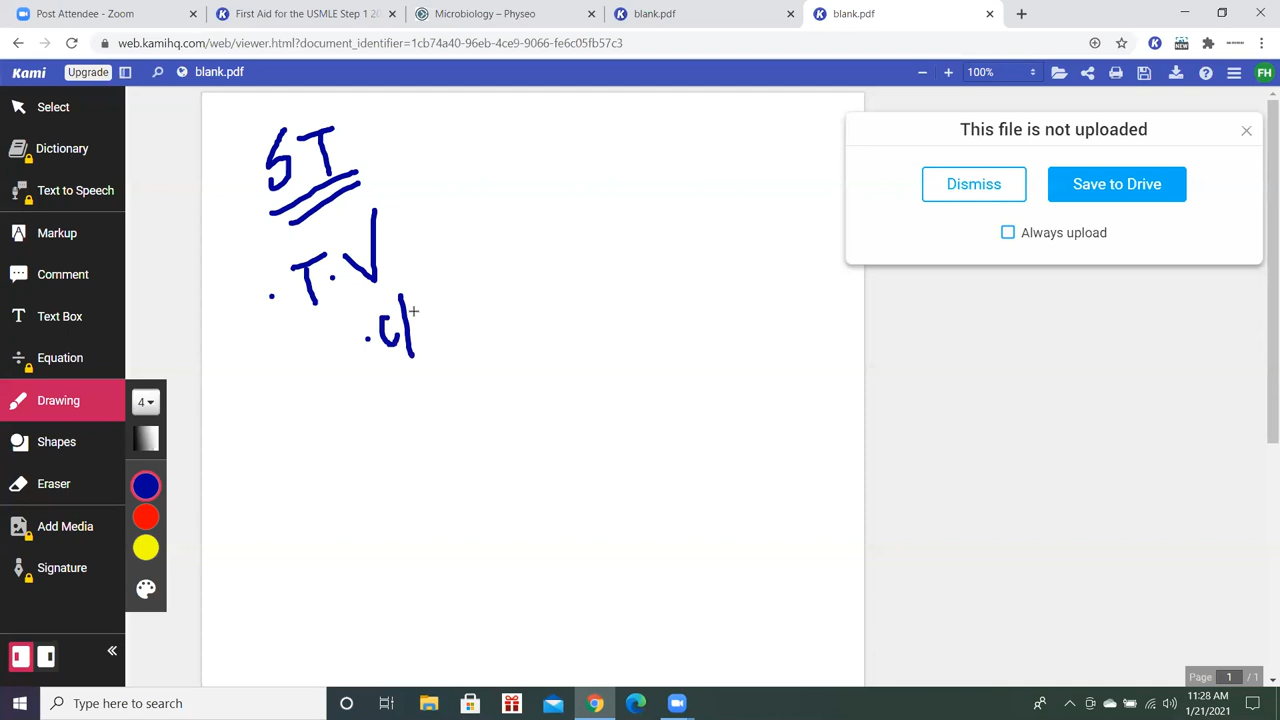 Post Attendee - Zoom
First Aid for the USMLE Step 1 20
Microbiology – Physeo
blank.pdf
blank.pdf
web.kamihq.com/web/viewer.html?document_identifier=1cb74a40-96eb-4ce9-9066-fe6c05fb57c3
NEW
Kami
Upgrade
blank.pdf
100%
FH
Select
Dictionary
Text to Speech
Markup
Comment
Text Box
Equation
Drawing
Shapes
Eraser
Add Media
Signature
4
ST
. T.
This file is not uploaded
Dismiss
Save to Drive
Always upload
Page 1 / 1
Type here to search
11:28 AM
1/21/2021